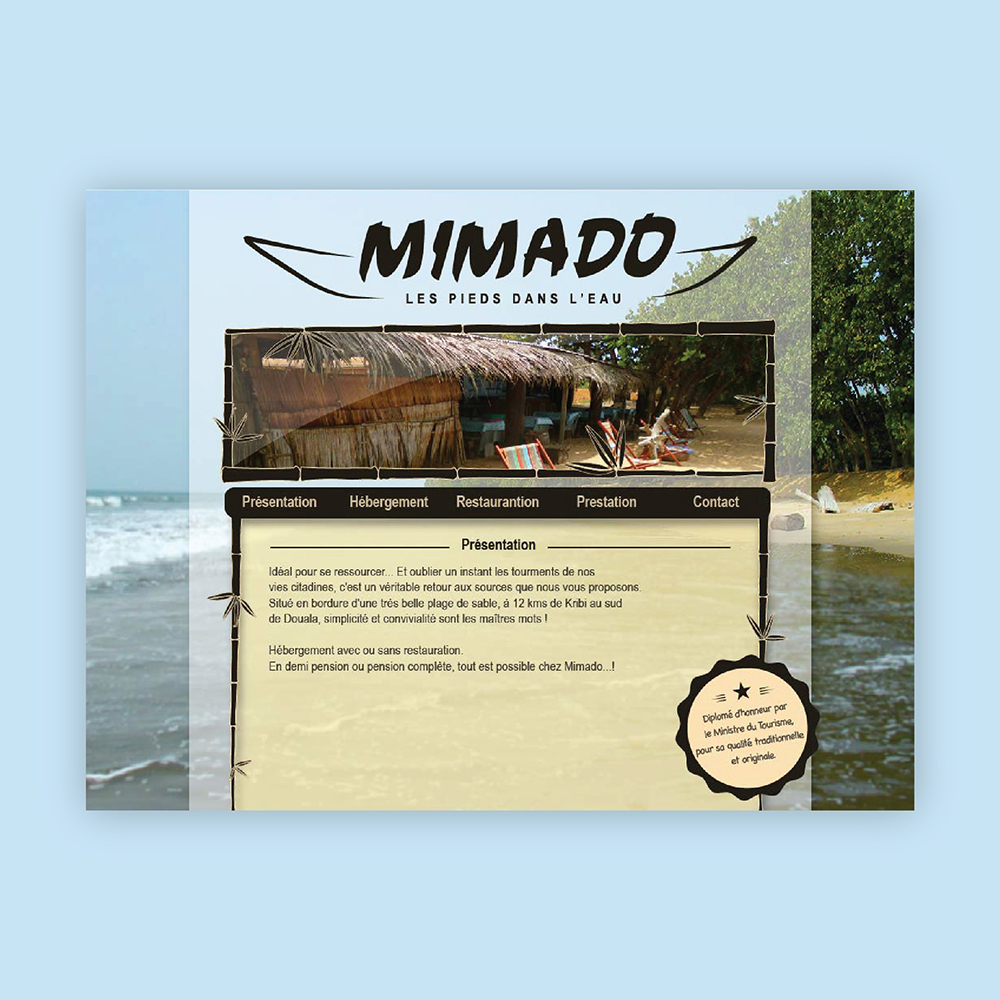 MIMADO
LES PIEDS DANS L'EAU
Présentation Hébergement Restaurantion Prestation Contact
Présentation
Idéal pour se ressourcer... Et oublier un instant les tourments de nos
vies citadines, c'est un véritable retour aux sources que nous vous proposons.
Situé en bordure d'une trés belle plage de sable, à 12 kms de Kribi au sud
de Douala, simplicité et convivialité sont les maîtres mots !
Hébergement avec ou sans restauration.
En demi pension ou pension complète, tout est possible chez Mimado...!
Diplomé d'honneur par
le Ministre du Tourisme,
pour sa qualité traditionnelle
et originale.